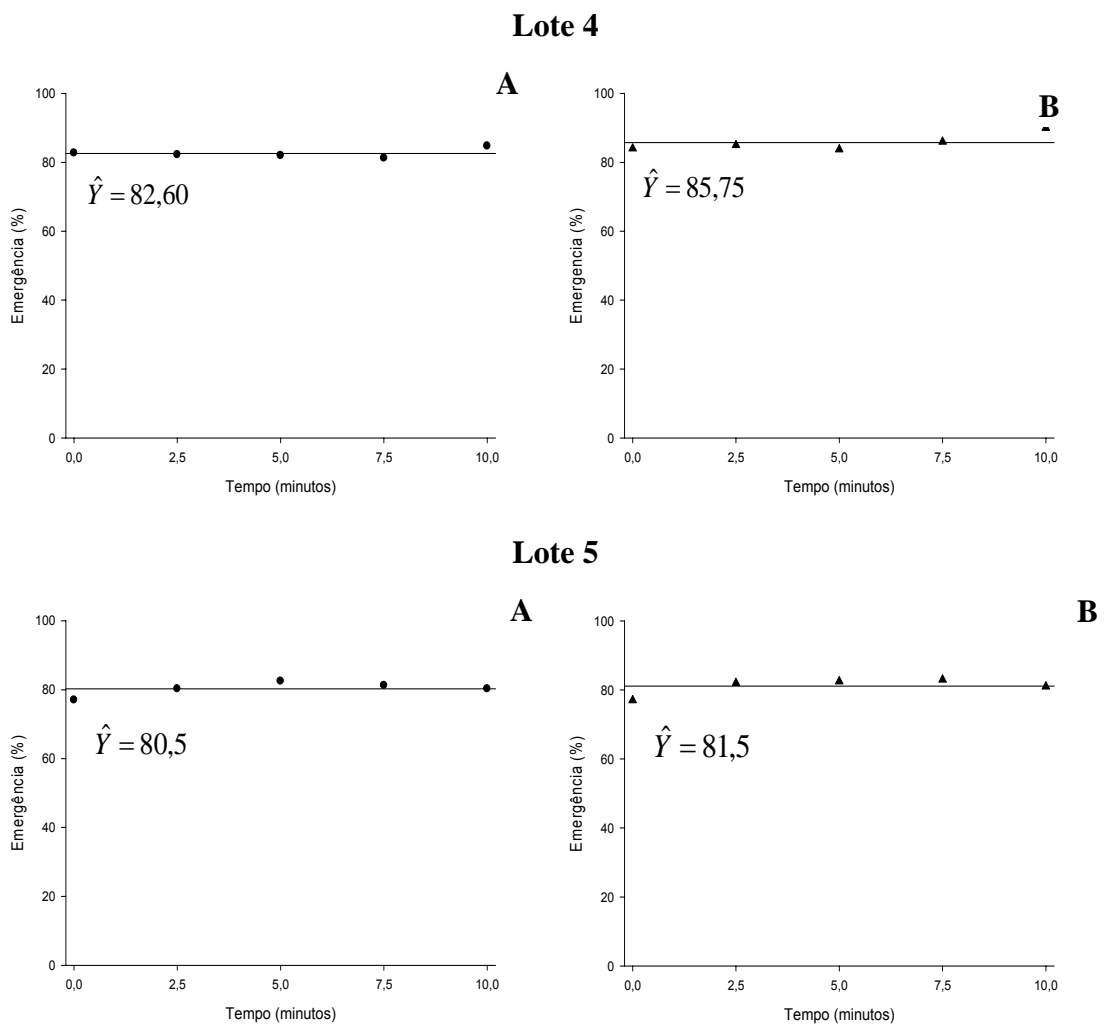 Lote 4
A
100
80
60
40
20
0
Emergência (%)
Ŷ = 82,60
0,0 2,5 5,0 7,5 10,0
Tempo (minutos)
B
100
80
60
40
20
0
Emergencia (%)
Ŷ = 85,75
0,0 2,5 5,0 7,5 10,0
Tempo (minutos)
Lote 5
A
100
80
60
40
20
0
Emergência (%)
Ŷ = 80,5
0,0 2,5 5,0 7,5 10,0
Tempo (minutos)
B
100
80
60
40
20
0
Emergência (%)
Ŷ = 81,5
0,0 2,5 5,0 7,5 10,0
Tempo (minutos)